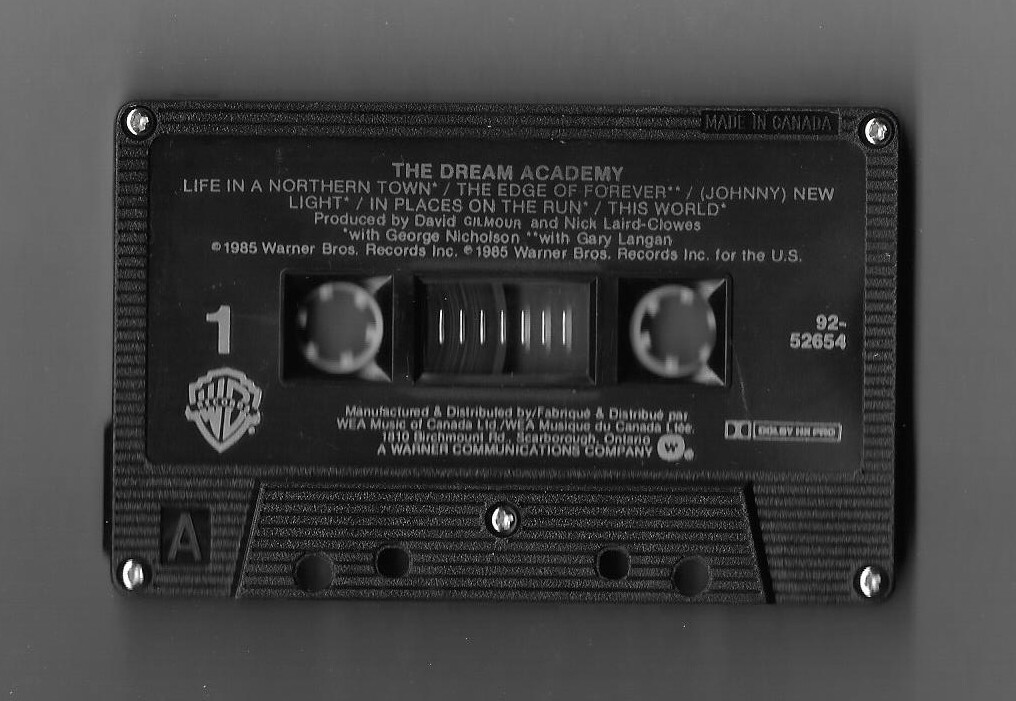 MADE IN CANADA
THE DREAM ACADEMY
LIFE IN A NORTHERN TOWN* / THE EDGE OF FOREVER** / (JOHNNY) NEW
LIGHT* / IN PLACES ON THE RUN* / THIS WORLD*
Produced by David GILMOUR and Nick Laird-Clowes
*with George Nicholson **with Gary Langan
℗1985 Warner Bros. Records Inc. ©1985 Warner Bros. Records Inc. for the U.S.
1
92-
52654
WB
RECORDS
Manufactured & Distributed by/Fabriqué & Distribué par
WEA Music of Canada Ltd/WEA Musique du Canada Ltée.
1810 Birchmount Rd., Scarborough, Ontario
A WARNER COMMUNICATIONS COMPANY
DOLBY HX PRO
A